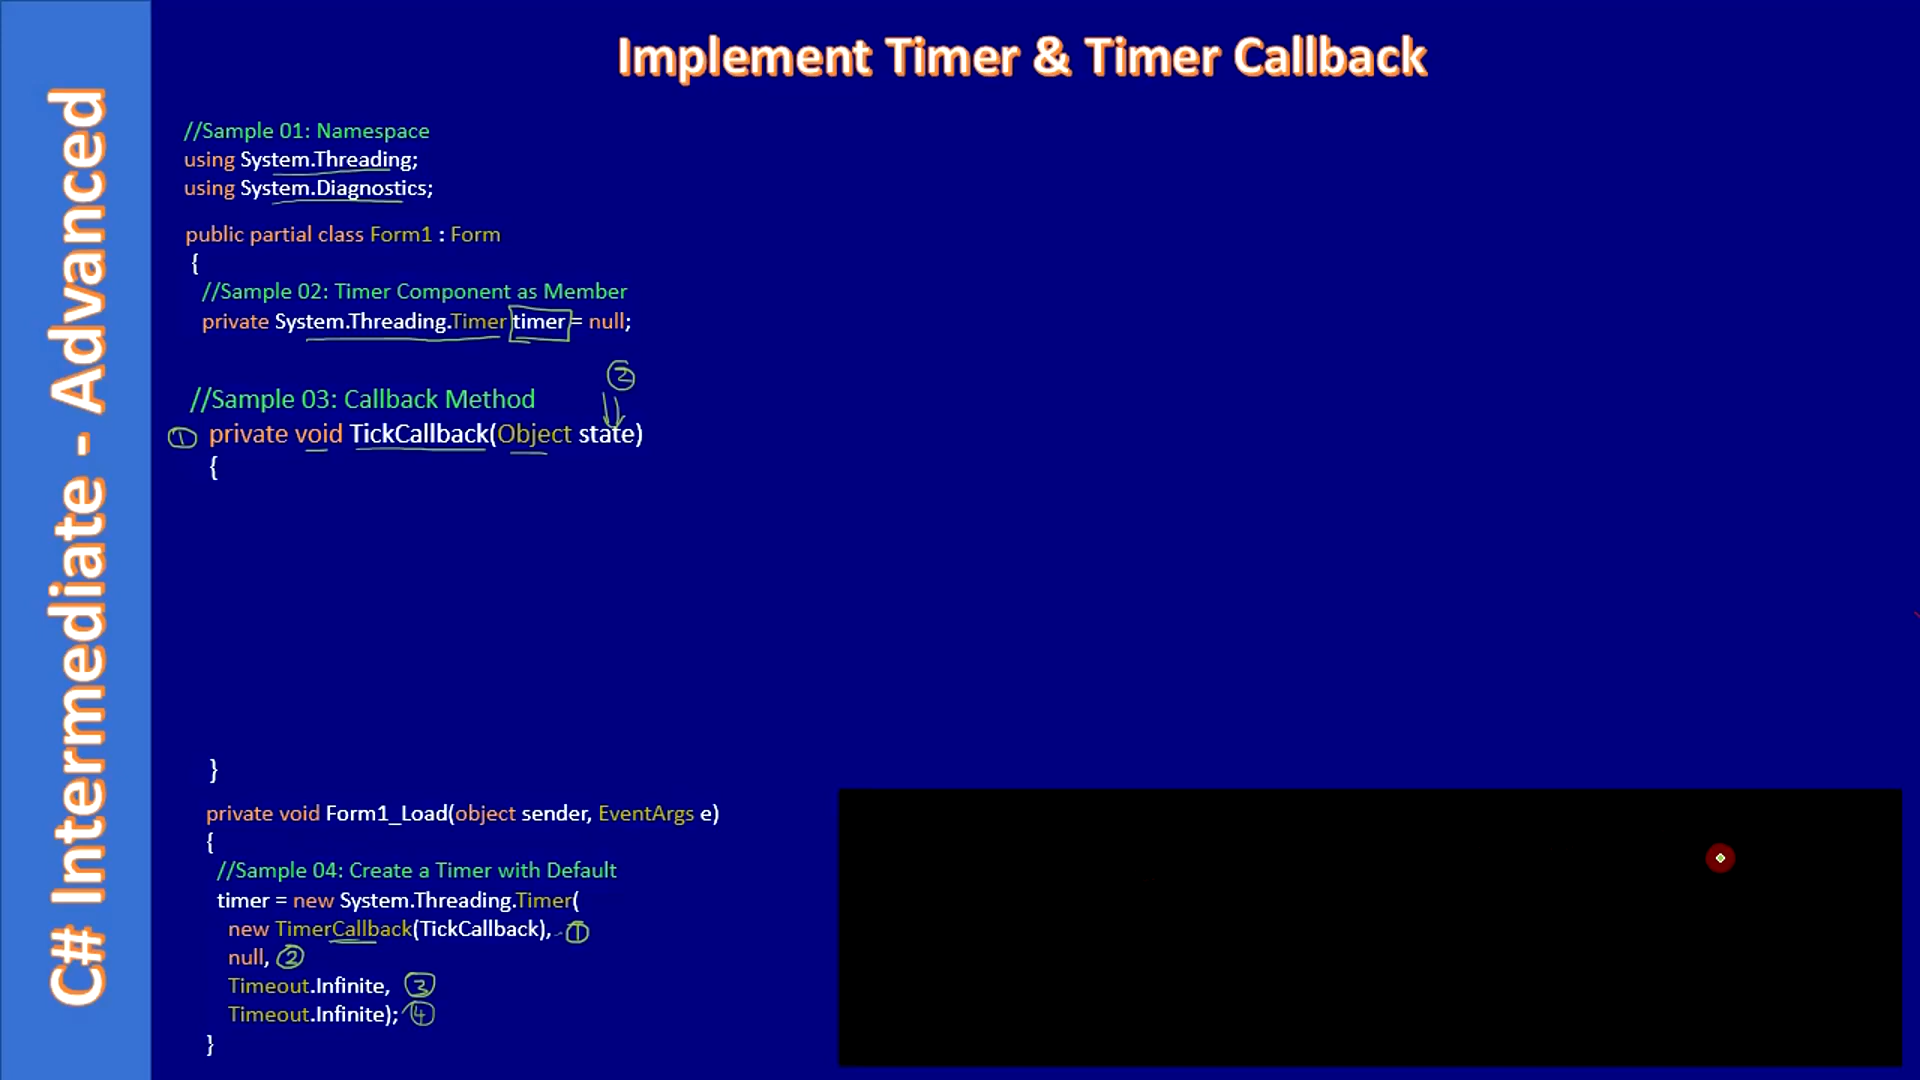 C# Intermediate - Advanced
Implement Timer & Timer Callback
//Sample 01: Namespace
using System.Threading;
using System.Diagnostics;
public partial class Form1 : Form
{
//Sample 02: Timer Component as Member
private System.Threading.Timer timer = null;
2
//Sample 03: Callback Method
1 private void TickCallback(Object state)
{
}
private void Form1_Load(object sender, EventArgs e)
{
//Sample 04: Create a Timer with Default
timer = new System.Threading.Timer(
new TimerCallback(TickCallback), 1
null, 2
Timeout.Infinite, 3
Timeout.Infinite); 4
}